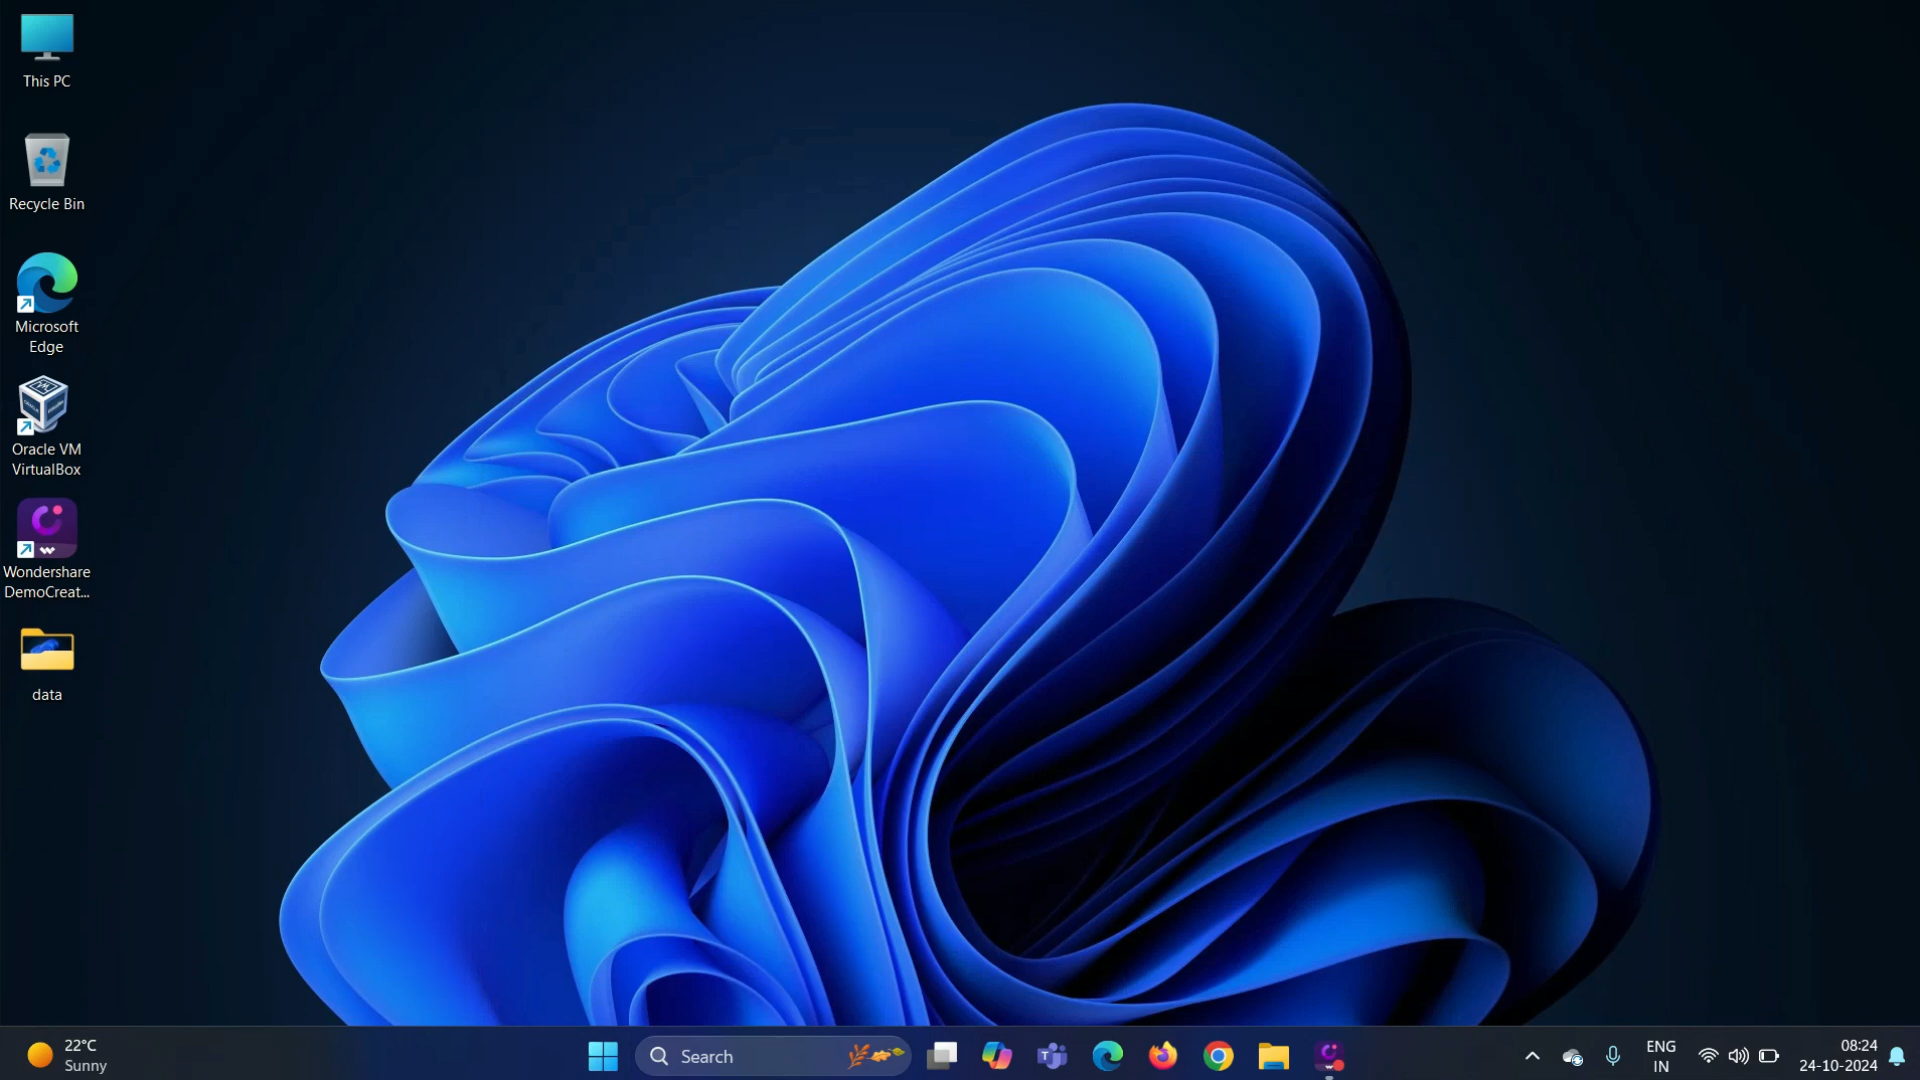 This PC
Recycle Bin
Microsoft
Edge
Oracle VM
VirtualBox
Wondershare
DemoCreat...
data
22°C
Sunny
Search
ENG
IN
08:24
24-10-2024